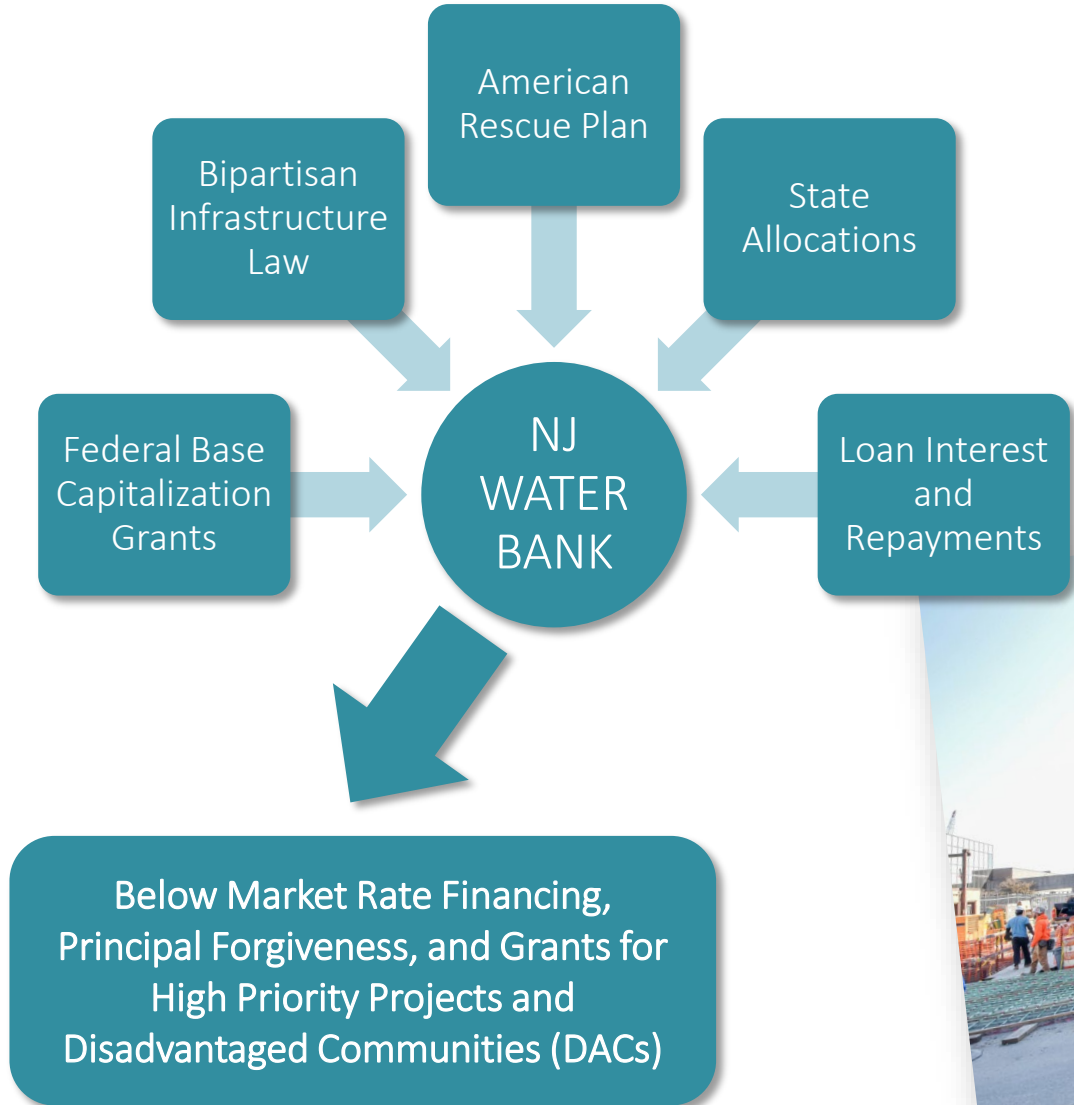 American
Rescue Plan
Bipartisan
Infrastructure
Law
State
Allocations
Federal Base
Capitalization
Grants
NJ
WATER
BANK
Loan Interest
and
Repayments
Below Market Rate Financing,
Principal Forgiveness, and Grants for
High Priority Projects and
Disadvantaged Communities (DACs)